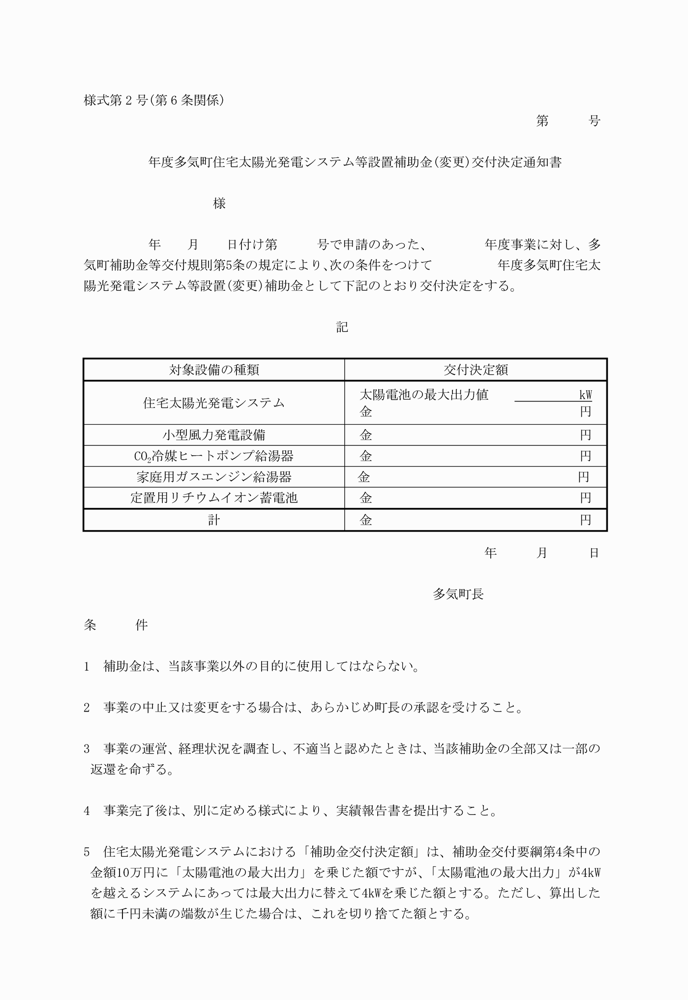 様式第２号（第６条関係）
第　　　号
年度多気町住宅太陽光発電システム等設置補助金(変更)交付決定通知書
様
年　　月　　日付け第　　　号で申請のあった、　　　　年度事業に対し、多
気町補助金等交付規則第5条の規定により、次の条件をつけて　　　　　年度多気町住宅太
陽光発電システム等設置(変更)補助金として下記のとおり交付決定をする。
記
対象設備の種類　交付決定額
住宅太陽光発電システム　太陽電池の最大出力値　　　kW
金　　　円
小型風力発電設備　金　　　円
CO₂冷媒ヒートポンプ給湯器　金　　　円
家庭用ガスエンジン給湯器　金　　　円
定置用リチウムイオン蓄電池　金　　　円
計　金　　　円
年　　　月　　　日
多気町長
条　　　件
1　補助金は、当該事業以外の目的に使用してはならない。
2　事業の中止又は変更をする場合は、あらかじめ町長の承認を受けること。
3　事業の運営、経理状況を調査し、不適当と認めたときは、当該補助金の全部又は一部の
返還を命ずる。
4　事業完了後は、別に定める様式により、実績報告書を提出すること。
5　住宅太陽光発電システムにおける「補助金交付決定額」は、補助金交付要綱第4条中の
金額10万円に「太陽電池の最大出力」を乗じた額ですが、「太陽電池の最大出力」が4kW
を越えるシステムにあっては最大出力に替えて4kWを乗じた額とする。ただし、算出した
額に千円未満の端数が生じた場合は、これを切り捨てた額とする。